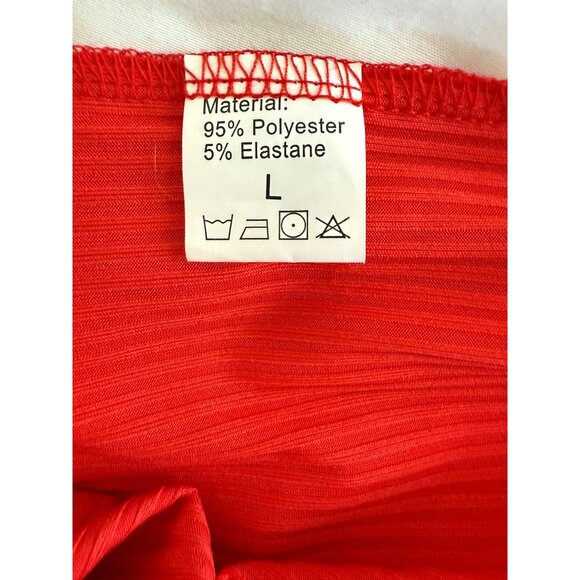 Material:
95% Polyester
5% Elastane
L